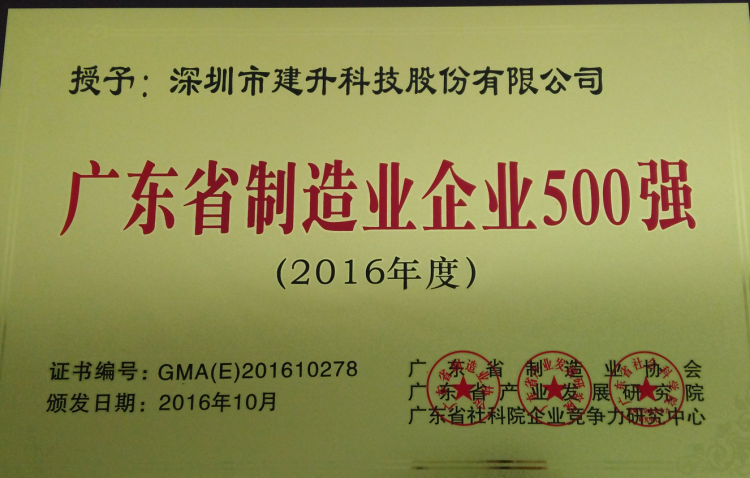 授予：深圳市建升科技股份有限公司
广东省制造业企业500强
(2016年度)
证书编号：GMA(E)201610278
颁发日期：2016年10月
广东省制造业协会
广东省产业发展研究院
广东省社科院企业竞争力研究中心